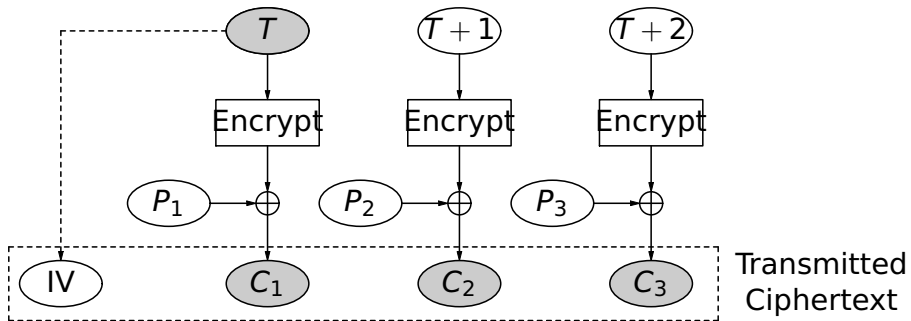 T T + 1 T + 2
Encrypt Encrypt Encrypt
P₁ P₂ P₃
IV C₁ C₂ C₃
Transmitted
Ciphertext